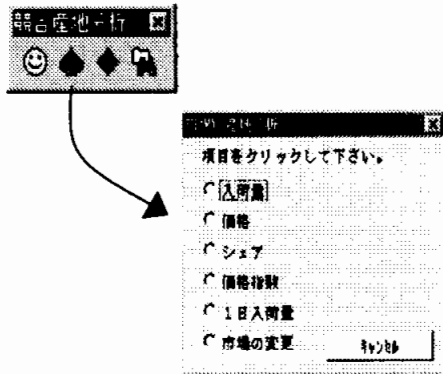 競合産地分析
項目をクリックして下さい。
入荷量
価格
シェア
価格指数
1日入荷量
市場の変更
キャンセル